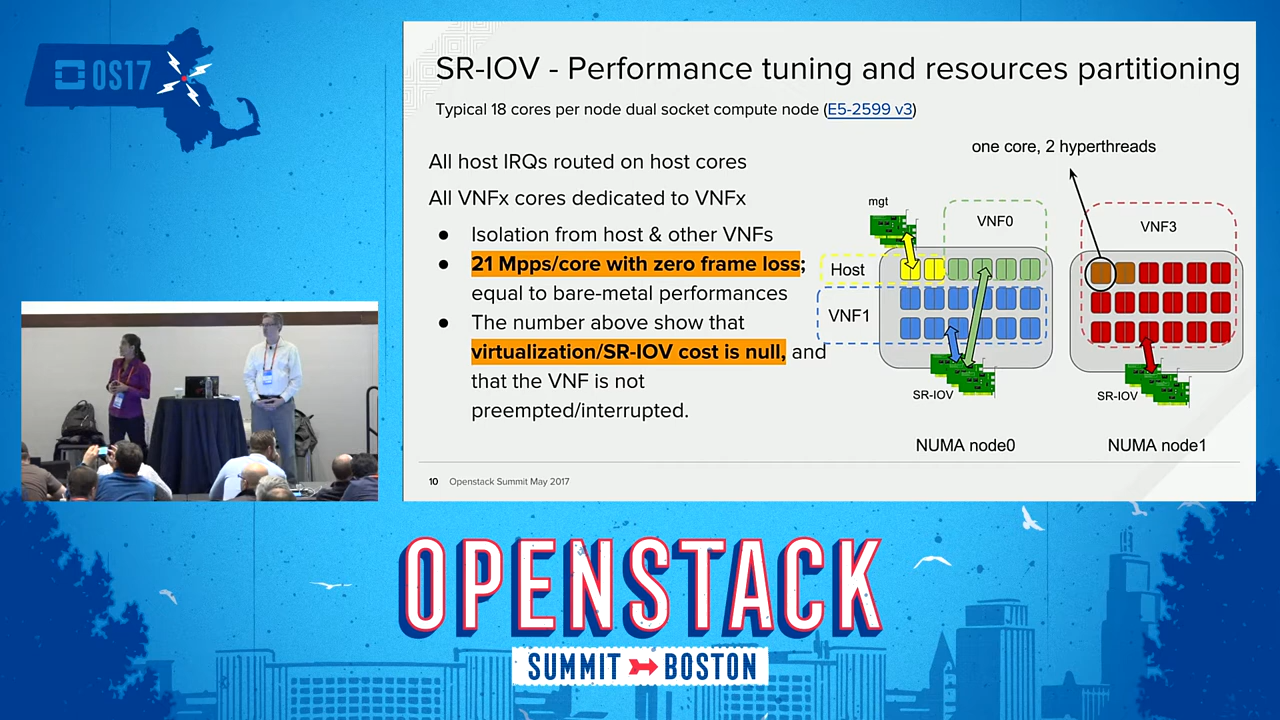 OS17
SR-IOV - Performance tuning and resources partitioning
Typical 18 cores per node dual socket compute node (E5-2599 v3)
All host IRQs routed on host cores
All VNFx cores dedicated to VNFx
● Isolation from host & other VNFs
● 21 Mpps/core with zero frame loss;
equal to bare-metal performances
● The number above show that
virtualization/SR-IOV cost is null, and
that the VNF is not
preempted/interrupted.
one core, 2 hyperthreads
mgt
VNF0
VNF3
Host
VNF1
SR-IOV
SR-IOV
NUMA node0
NUMA node1
10 Openstack Summit May 2017
OPENSTACK
SUMMIT BOSTON